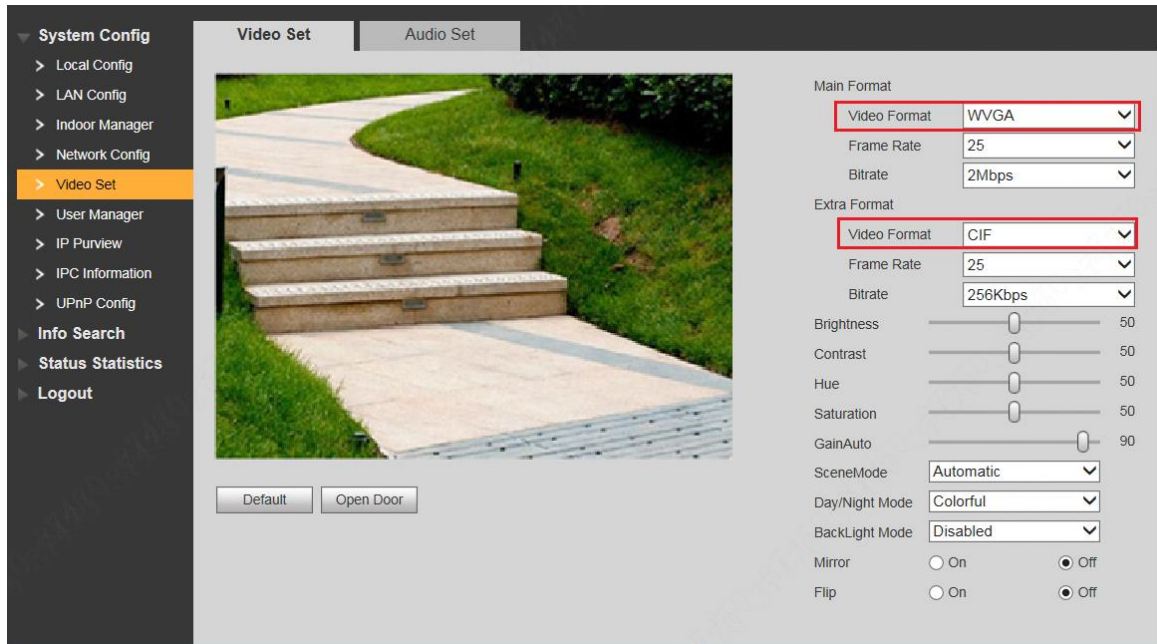 System Config
Local Config
LAN Config
Indoor Manager
Network Config
Video Set
User Manager
IP Purview
IPC Information
UPnP Config
Info Search
Status Statistics
Logout
Video Set
Audio Set
Default
Open Door
Main Format
Video Format WVGA
Frame Rate 25
Bitrate 2Mbps
Extra Format
Video Format CIF
Frame Rate 25
Bitrate 256Kbps
Brightness 50
Contrast 50
Hue 50
Saturation 50
GainAuto 90
SceneMode Automatic
Day/Night Mode Colorful
BackLight Mode Disabled
Mirror On Off
Flip On Off